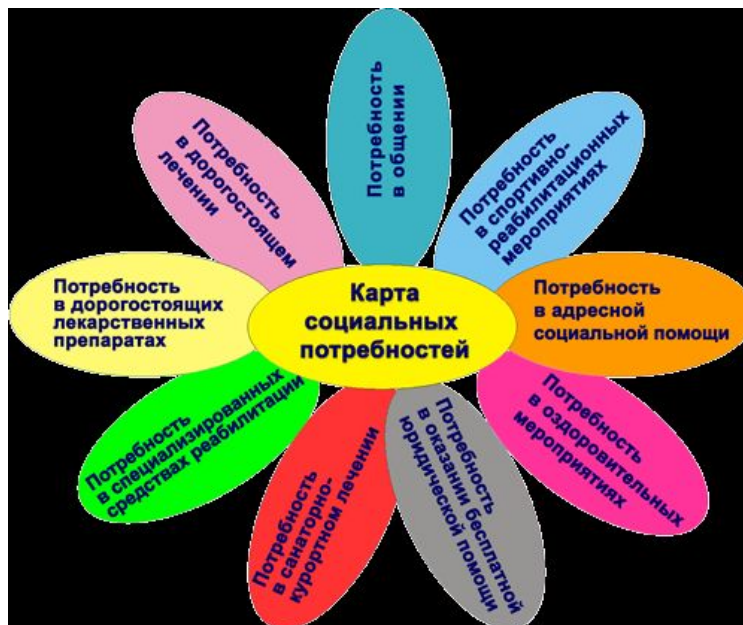 Карта
социальных
потребностей
Потребность
в общении
Потребность
в спортивно-
реабилитационных
мероприятиях
Потребность
в адресной
социальной помощи
Потребность
в оздоровительных
мероприятиях
Потребность
в оказании бесплатной
юридической помощи
Потребность
в санаторно-
курортном лечении
Потребность
в специализированных
средствах реабилитации
Потребность
в дорогостоящих
лекарственных
препаратах
Потребность
в дорогостоящем
лечении